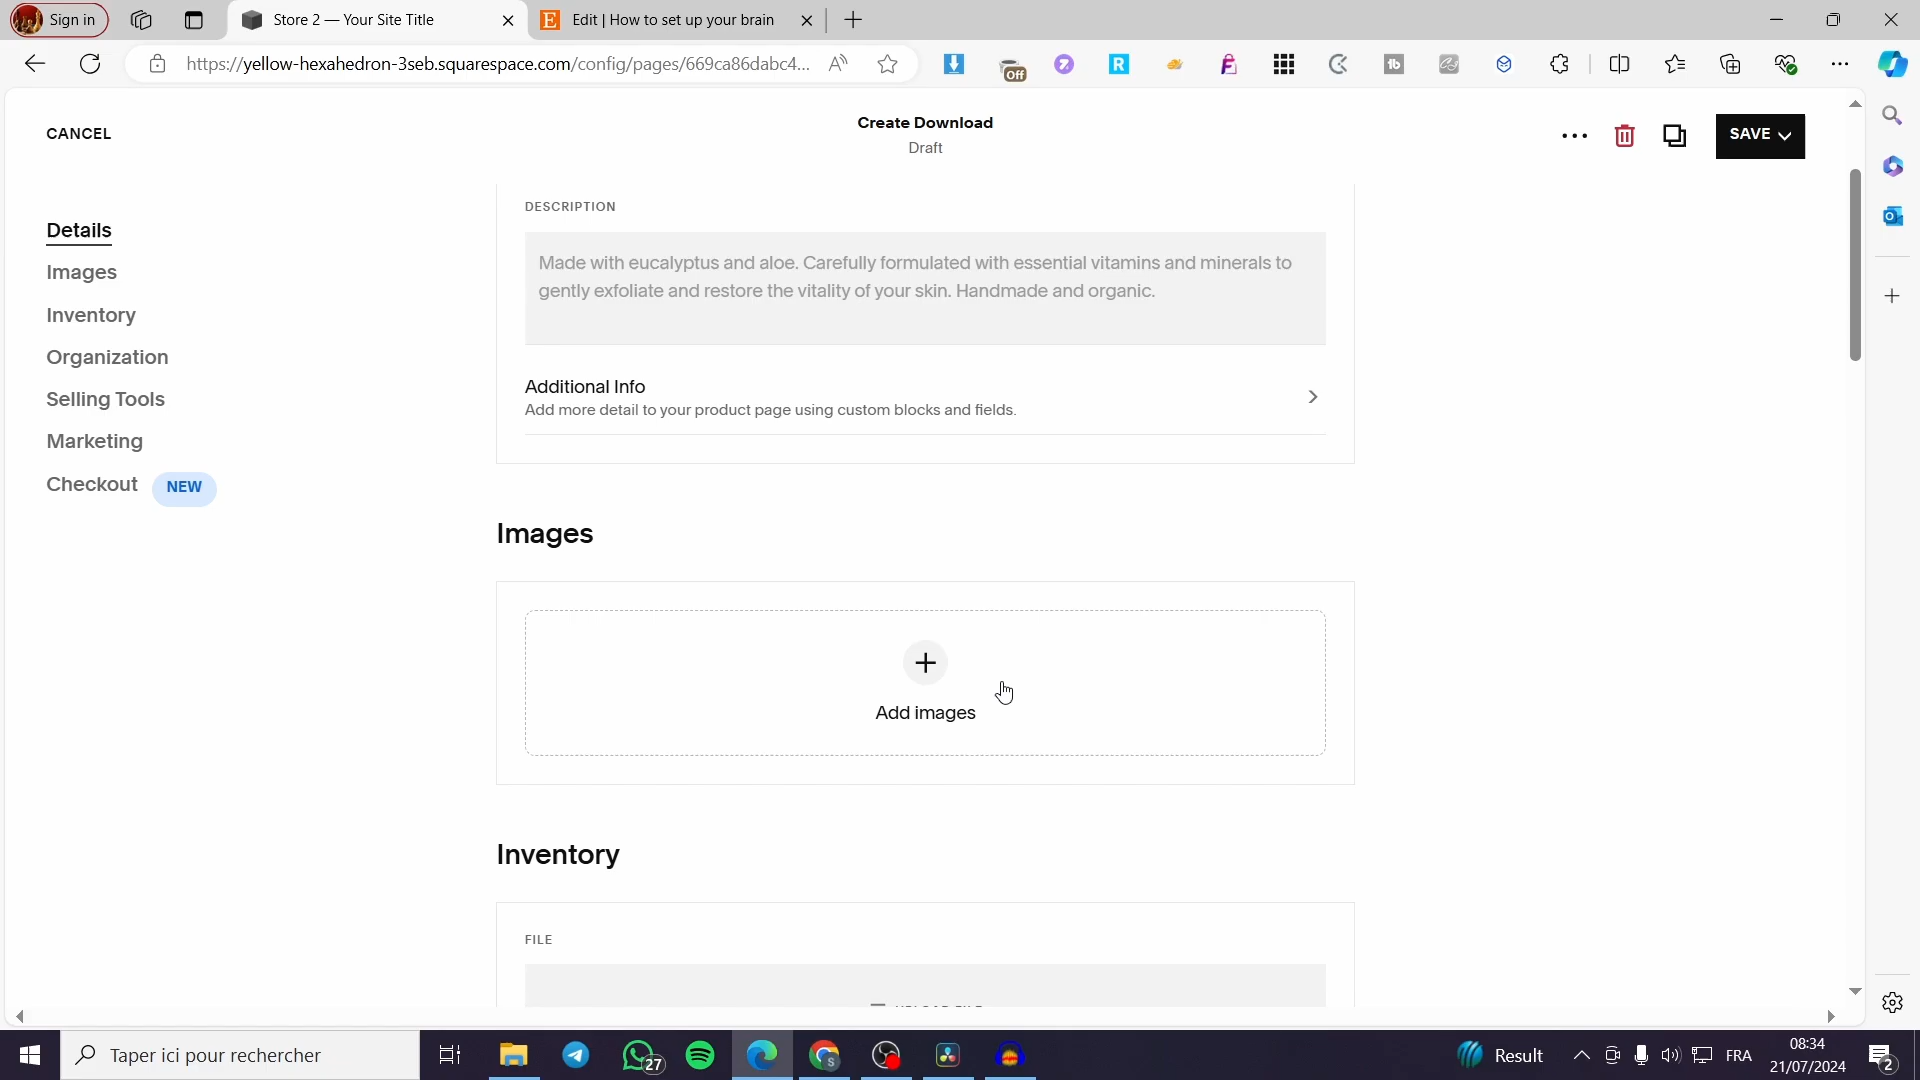 Sign in
Store 2 — Your Site Title
Edit | How to set up your brain
https://yellow-hexahedron-3seb.squarespace.com/config/pages/669ca86dabc4...
Off
CANCEL
Create Download
Draft
SAVE
Details
Images
Inventory
Organization
Selling Tools
Marketing
Checkout NEW
DESCRIPTION
Made with eucalyptus and aloe. Carefully formulated with essential vitamins and minerals to
gently exfoliate and restore the vitality of your skin. Handmade and organic.
Additional Info
Add more detail to your product page using custom blocks and fields.
Images
Add images
Inventory
FILE
Taper ici pour rechercher
27
Result
FRA
08:34
21/07/2024
2